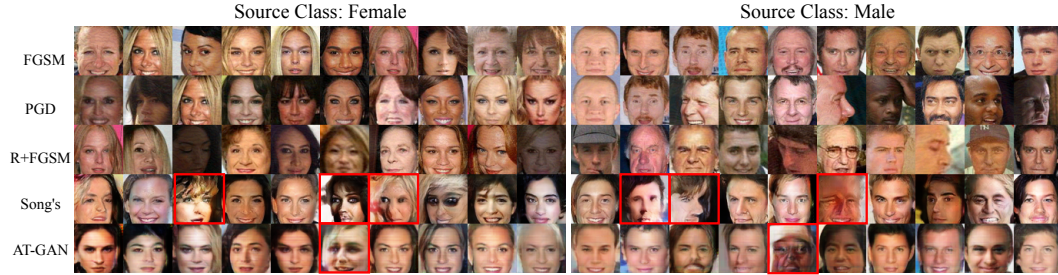 Source Class: Female
Source Class: Male
FGSM
PGD
R+FGSM
Song's
AT-GAN